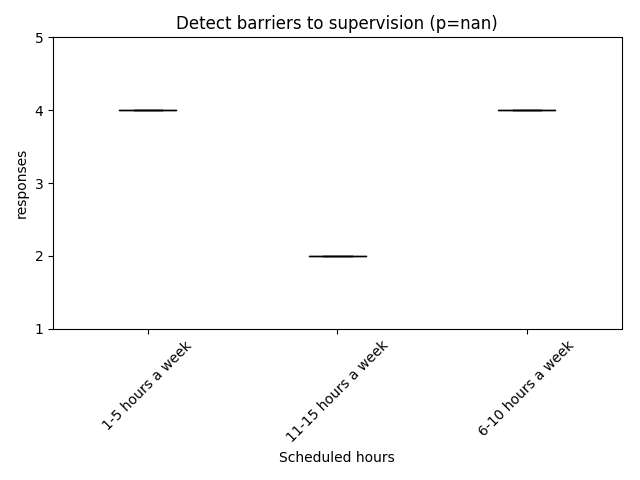 Detect barriers to supervision (p=nan)
5
4
3
2
1
responses
1-5 hours a week
11-15 hours a week
6-10 hours a week
Scheduled hours